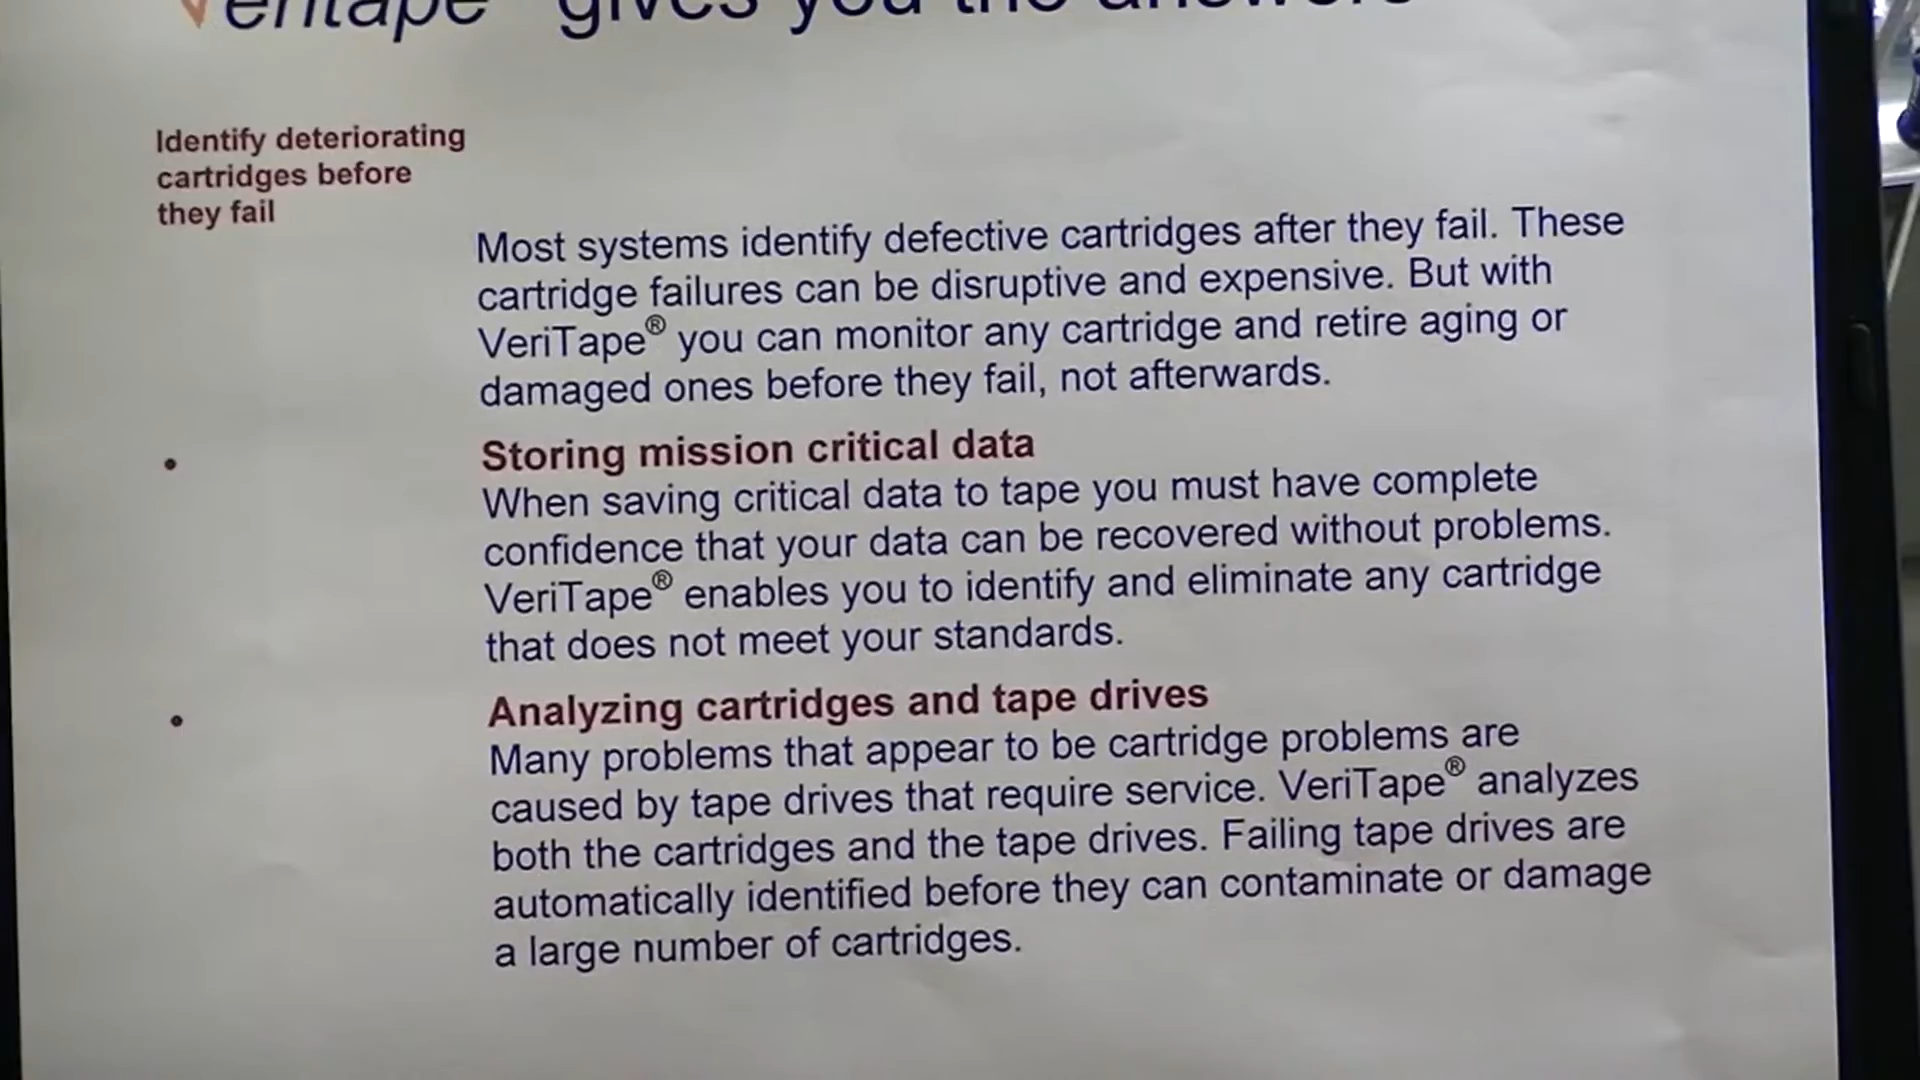 Veritape gives you the answers
Identify deteriorating
cartridges before
they fail
Most systems identify defective cartridges after they fail. These
cartridge failures can be disruptive and expensive. But with
VeriTape® you can monitor any cartridge and retire aging or
damaged ones before they fail, not afterwards.
• Storing mission critical data
When saving critical data to tape you must have complete
confidence that your data can be recovered without problems.
VeriTape® enables you to identify and eliminate any cartridge
that does not meet your standards.
• Analyzing cartridges and tape drives
Many problems that appear to be cartridge problems are
caused by tape drives that require service. VeriTape® analyzes
both the cartridges and the tape drives. Failing tape drives are
automatically identified before they can contaminate or damage
a large number of cartridges.